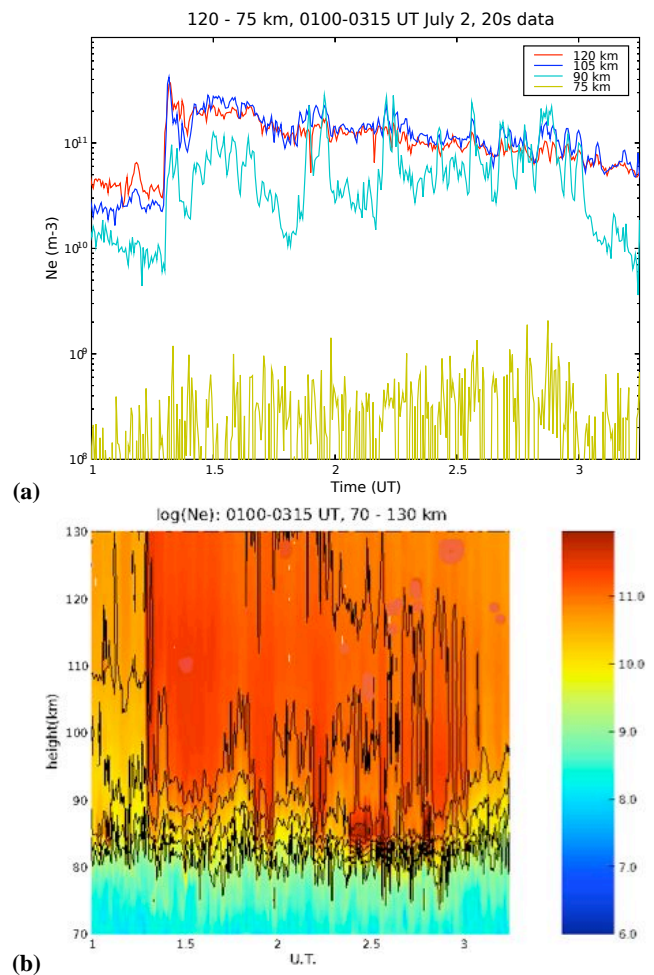 120 - 75 km, 0100-0315 UT July 2, 20s data
120 km
105 km
90 km
75 km
10¹¹
10¹⁰
10⁹
10⁸
Ne (m-3)
1 1.5 2 2.5 3
Time (UT)
(a)
log(Ne): 0100-0315 UT, 70 - 130 km
130
120
110
100
90
80
70
height(km)
1 1.5 2 2.5 3
U.T.
11.0
10.0
9.0
8.0
7.0
6.0
(b)